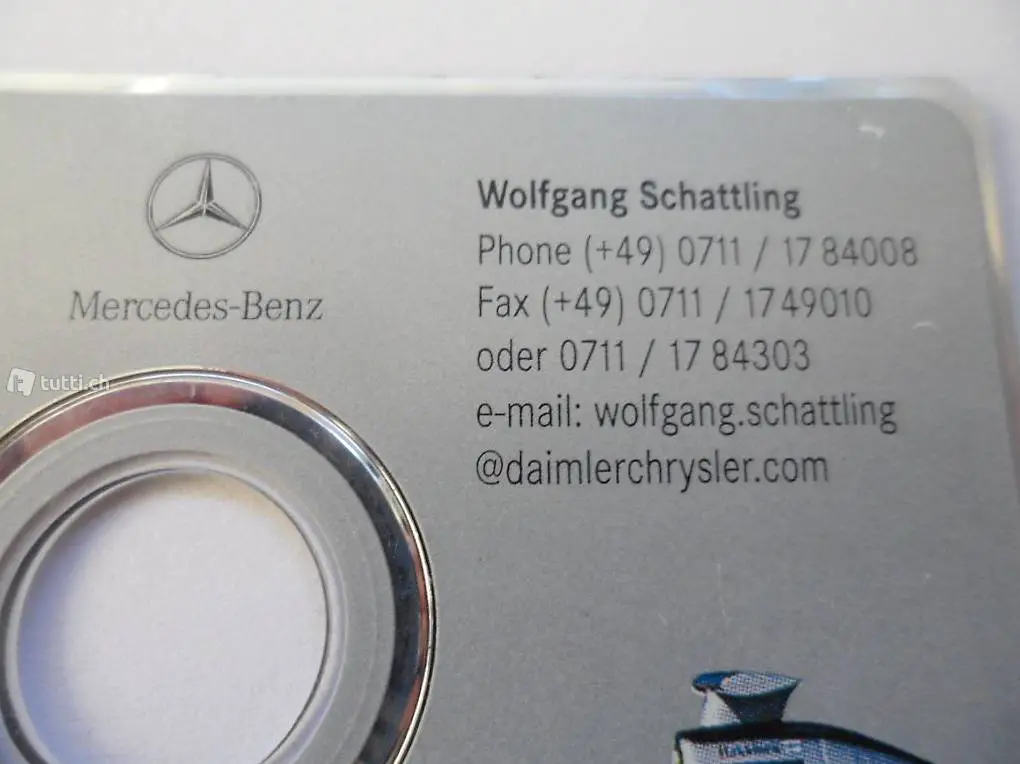 Mercedes-Benz
Wolfgang Schattling
Phone (+49) 0711 / 17 84008
Fax (+49) 0711 / 17 49010
oder 0711 / 17 84303
e-mail: wolfgang.schattling
@daimlerchrysler.com
tutti.ch